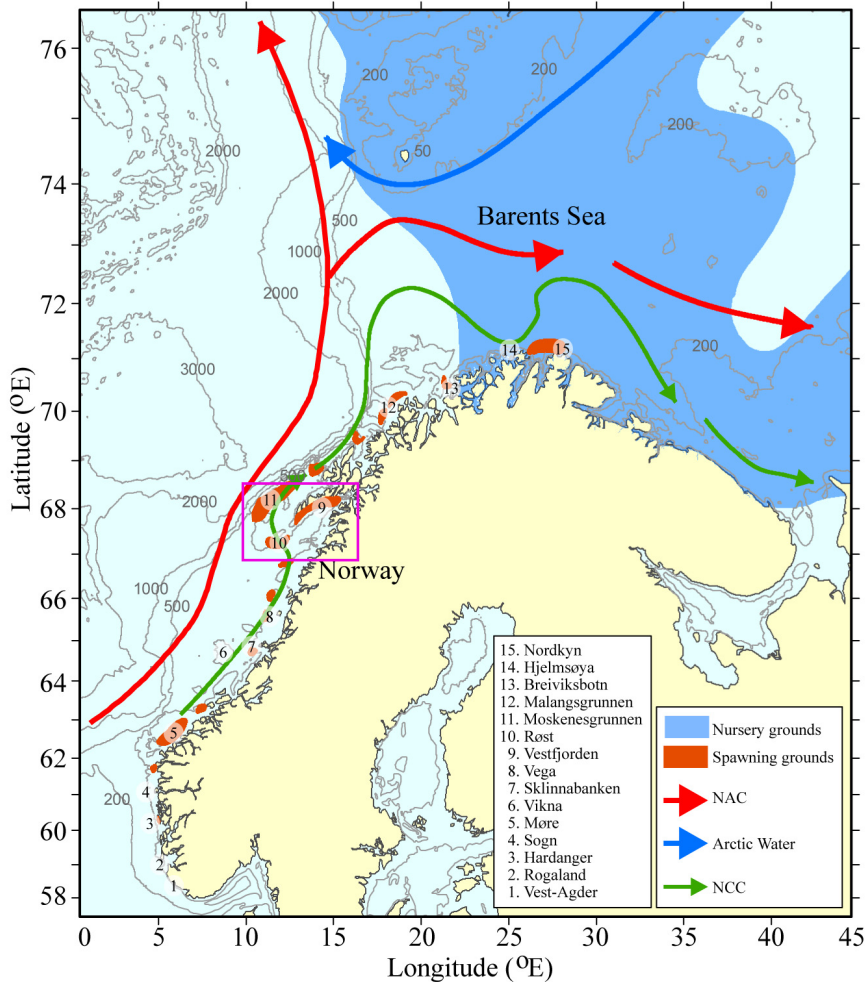 76
74
72
70
68
66
64
62
60
58
Latitude (⁰E)
0
5
10
15
20
25
30
35
40
45
Longitude (⁰E)
200
200
2000
50
200
500
Barents Sea
1000
2000
3000
200
14
15
13
12
500
2000
11
9
10
Norway
1000
500
8
7
6
5
200
4
3
2
1
15. Nordkyn
14. Hjelmsøya
13. Breiviksbotn
12. Malangsgrunnen
11. Moskenesgrunnen
10. Røst
9. Vestfjorden
8. Vega
7. Sklinnabanken
6. Vikna
5. Møre
4. Sogn
3. Hardanger
2. Rogaland
1. Vest-Agder
Nursery grounds
Spawning grounds
NAC
Arctic Water
NCC